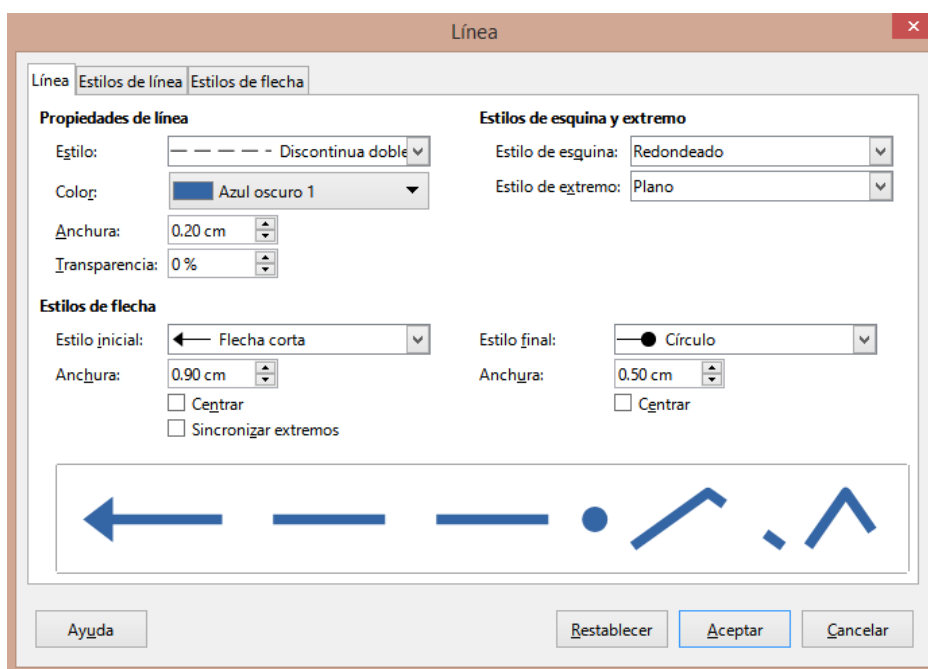 Línea
Línea Estilos de línea Estilos de flecha
Propiedades de línea
Estilo: Discontinua doble
Color: Azul oscuro 1
Anchura: 0.20 cm
Transparencia: 0 %
Estilos de esquina y extremo
Estilo de esquina: Redondeado
Estilo de extremo: Plano
Estilos de flecha
Estilo inicial: Flecha corta
Anchura: 0.90 cm
Centrar
Sincronizar extremos
Estilo final: Círculo
Anchura: 0.50 cm
Centrar
Ayuda Restablecer Aceptar Cancelar